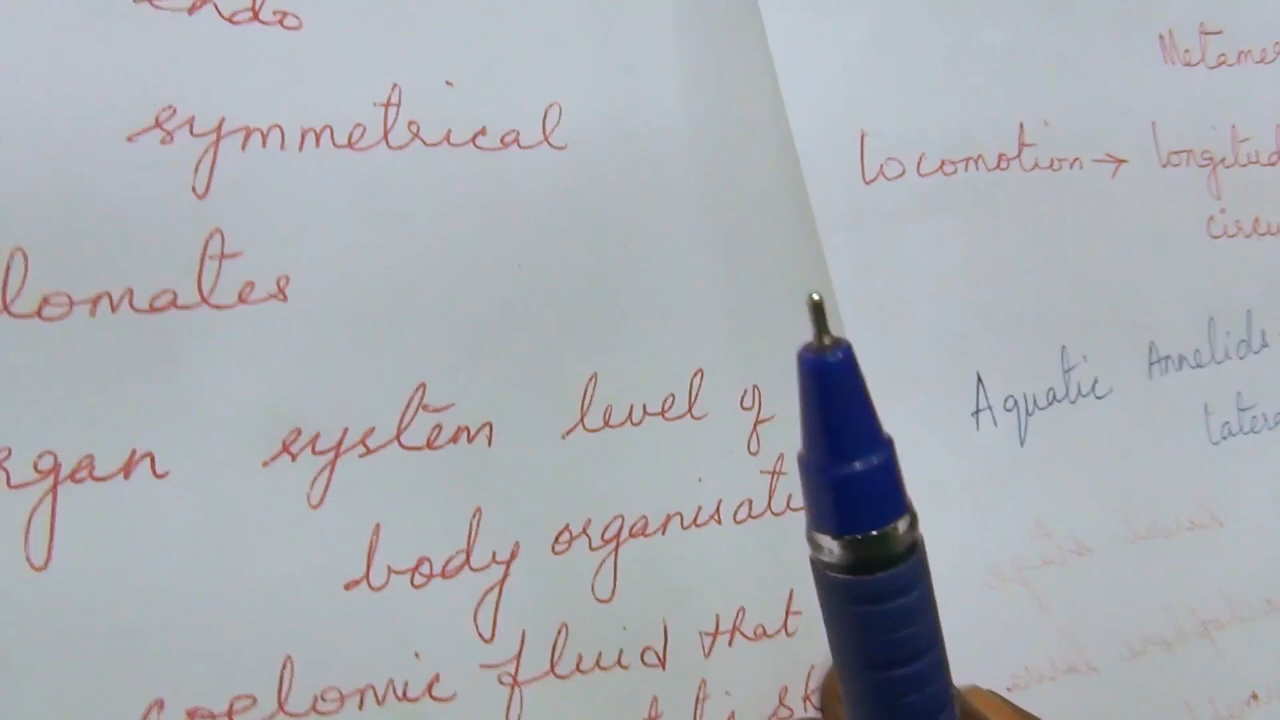 endo
symmetrical
lomates
rgan system level of
body organisati
coelomic fluid that
Metamer
Locomotion → longitud
circu
Aquatic Annelids
latera